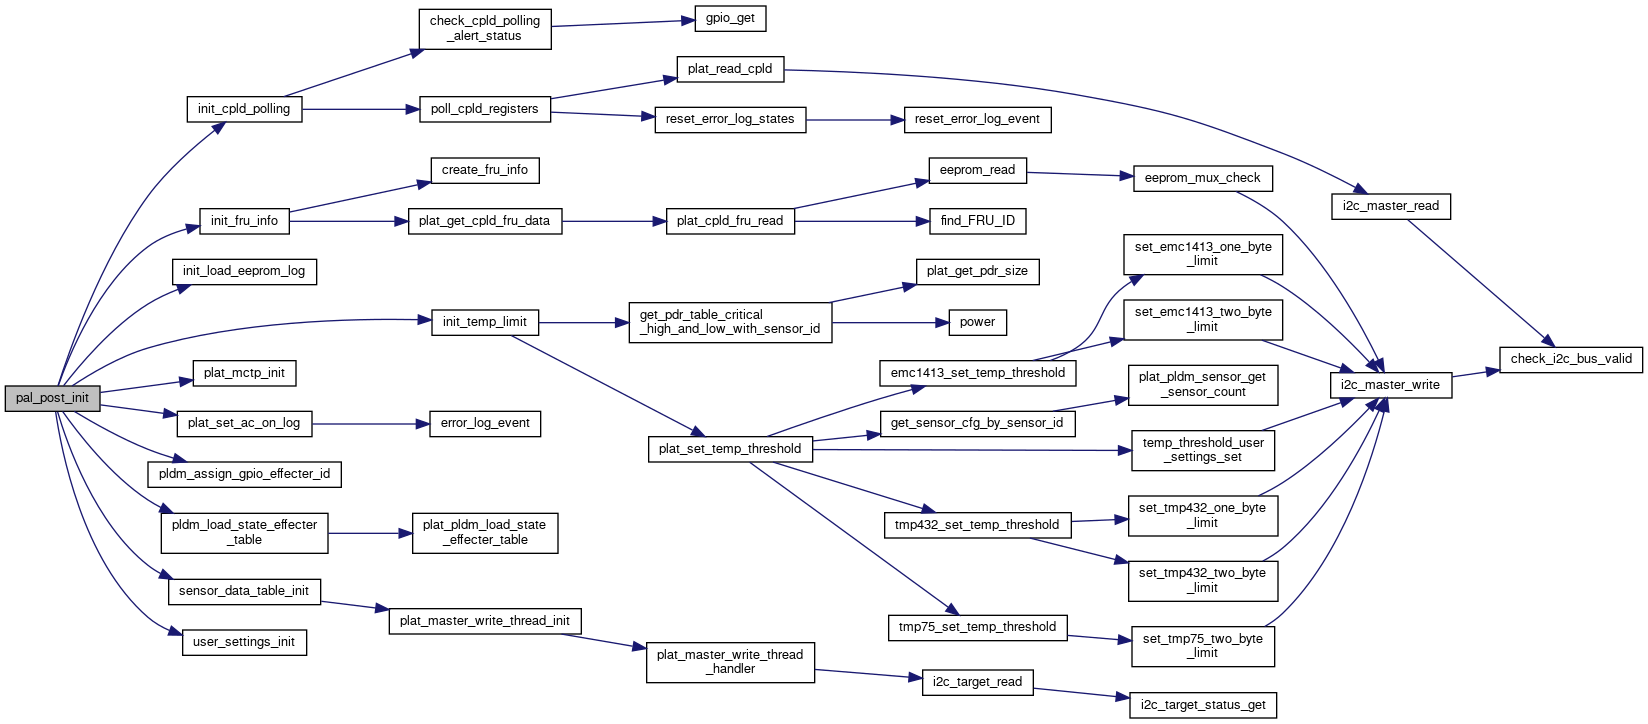 check_cpld_polling
_alert_status
gpio_get
plat_read_cpld
init_cpld_polling
poll_cpld_registers
reset_error_log_states
reset_error_log_event
create_fru_info
eeprom_read
eeprom_mux_check
init_fru_info
plat_get_cpld_fru_data
plat_cpld_fru_read
find_FRU_ID
i2c_master_read
init_load_eeprom_log
plat_get_pdr_size
set_emc1413_one_byte
_limit
init_temp_limit
get_pdr_table_critical
_high_and_low_with_sensor_id
power
set_emc1413_two_byte
_limit
plat_mctp_init
emc1413_set_temp_threshold
plat_pldm_sensor_get
_sensor_count
i2c_master_write
check_i2c_bus_valid
pal_post_init
plat_set_ac_on_log
error_log_event
get_sensor_cfg_by_sensor_id
plat_set_temp_threshold
temp_threshold_user
_settings_set
pldm_assign_gpio_effecter_id
pldm_load_state_effecter
_table
plat_pldm_load_state
_effecter_table
tmp432_set_temp_threshold
set_tmp432_one_byte
_limit
set_tmp432_two_byte
_limit
sensor_data_table_init
plat_master_write_thread_init
tmp75_set_temp_threshold
set_tmp75_two_byte
_limit
user_settings_init
plat_master_write_thread
_handler
i2c_target_read
i2c_target_status_get